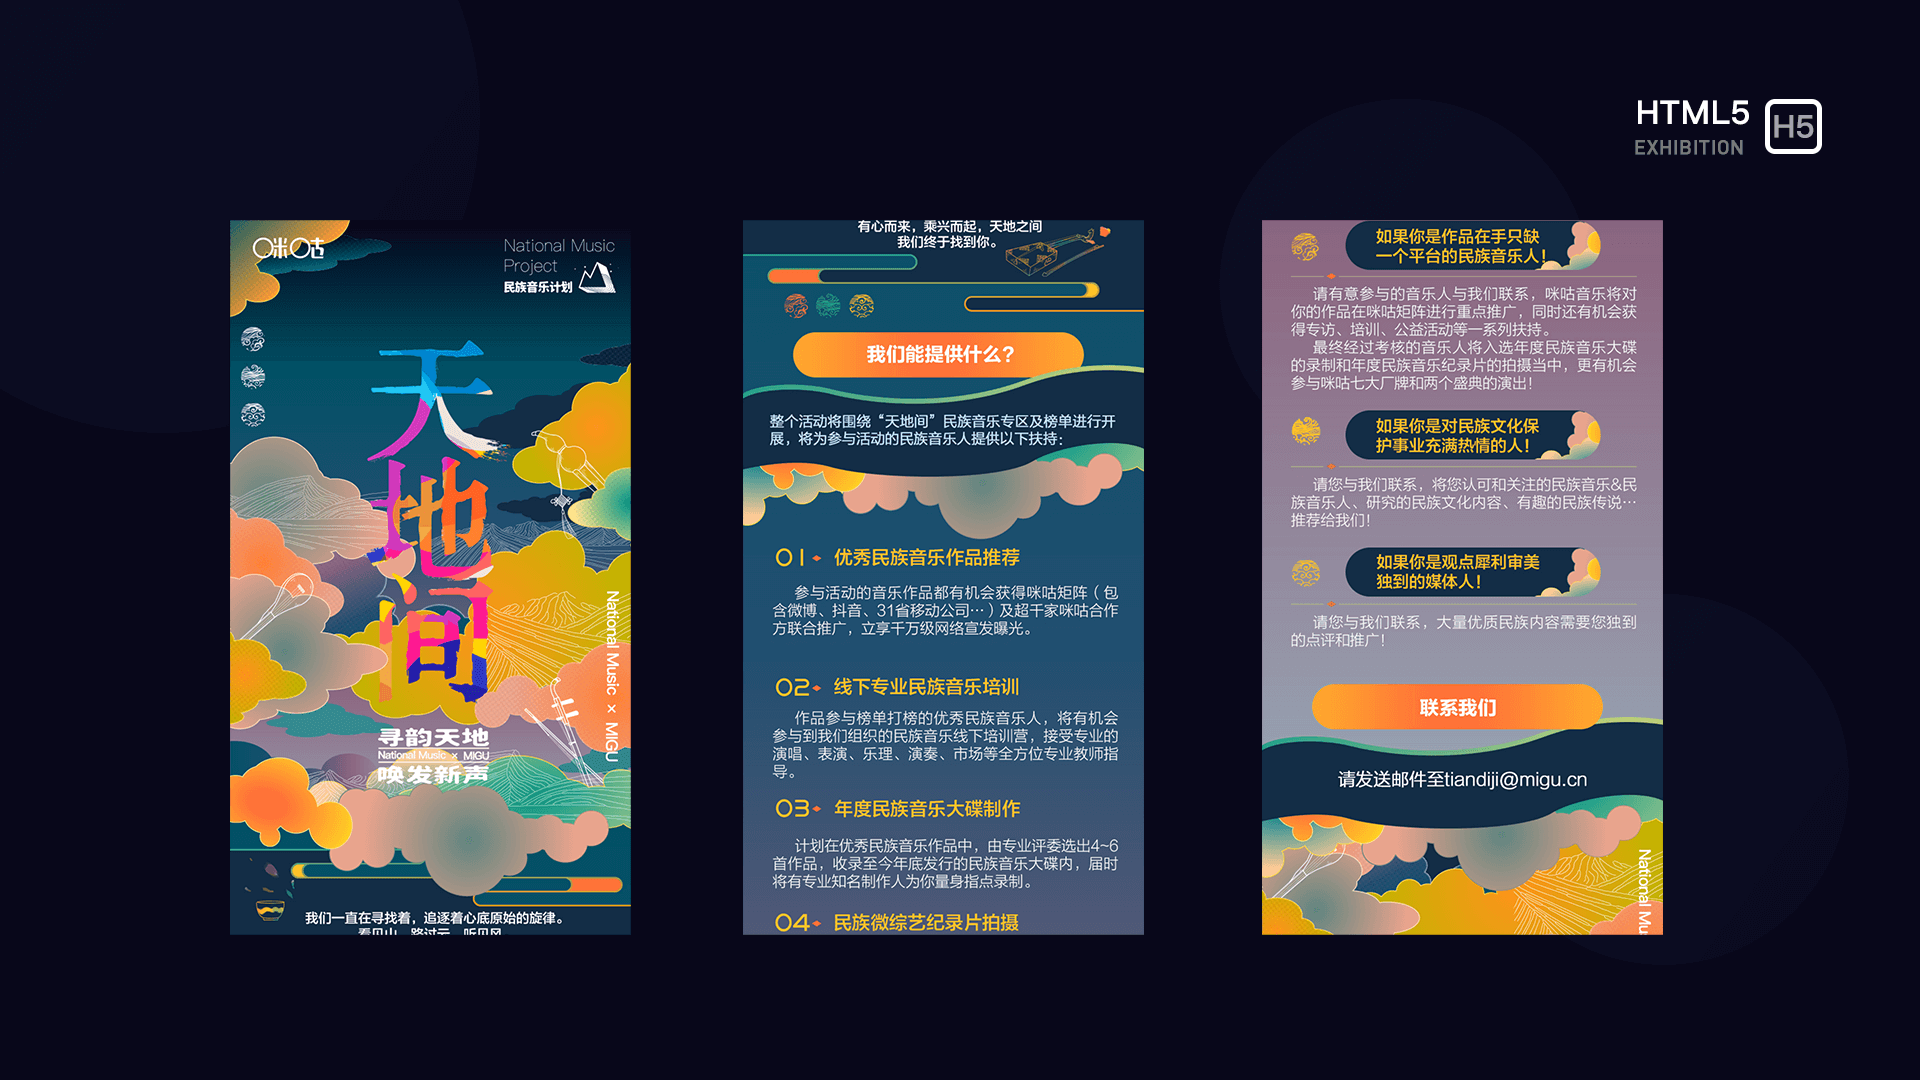 HTML5
EXHIBITION
H5
咪咕
National Music
Project
民族音乐计划
天地间
寻韵天地
National Music × MIGU
唤发新声
National Music × MIGU
我们一直在寻找着，追逐着心底原始的旋律。
看见山，路过云，听见风
有心而来，乘兴而起，天地之间
我们终于找到你。
我们能提供什么？
整个活动将围绕“天地间”民族音乐专区及榜单进行开
展，将为参与活动的民族音乐人提供以下扶持：
01 优秀民族音乐作品推荐
参与活动的音乐作品都有机会获得咪咕矩阵（包
含微博、抖音、31省移动公司…）及超千家咪咕合作
方联合推广，立享千万级网络宣发曝光。
02 线下专业民族音乐培训
作品参与榜单打榜的优秀民族音乐人，将有机会
参与到我们组织的民族音乐线下培训营，接受专业的
演唱、表演、乐理、演奏、市场等全方位专业教师指
导。
03 年度民族音乐大碟制作
计划在优秀民族音乐作品中，由专业评委选出4~6
首作品，收录至今年底发行的民族音乐大碟内，届时
将有专业知名制作人为你量身指点录制。
04 民族微综艺纪录片拍摄
如果你是作品在手只缺
一个平台的民族音乐人！
请有意参与的音乐人与我们联系，咪咕音乐将对
你的作品在咪咕矩阵进行重点推广，同时还有机会获
得专访、培训、公益活动等一系列扶持。
最终经过考核的音乐人将入选年度民族音乐大碟
的录制和年度民族音乐纪录片的拍摄当中，更有机会
参与咪咕七大厂牌和两个盛典的演出！
如果你是对民族文化保
护事业充满热情的人！
请您与我们联系，将您认可和关注的民族音乐&民
族音乐人、研究的民族文化内容、有趣的民族传说…
推荐给我们！
如果你是观点犀利审美
独到的媒体人！
请您与我们联系，大量优质民族内容需要您独到
的点评和推广！
联系我们
请发送邮件至tiandiji@migu.cn
National Mu